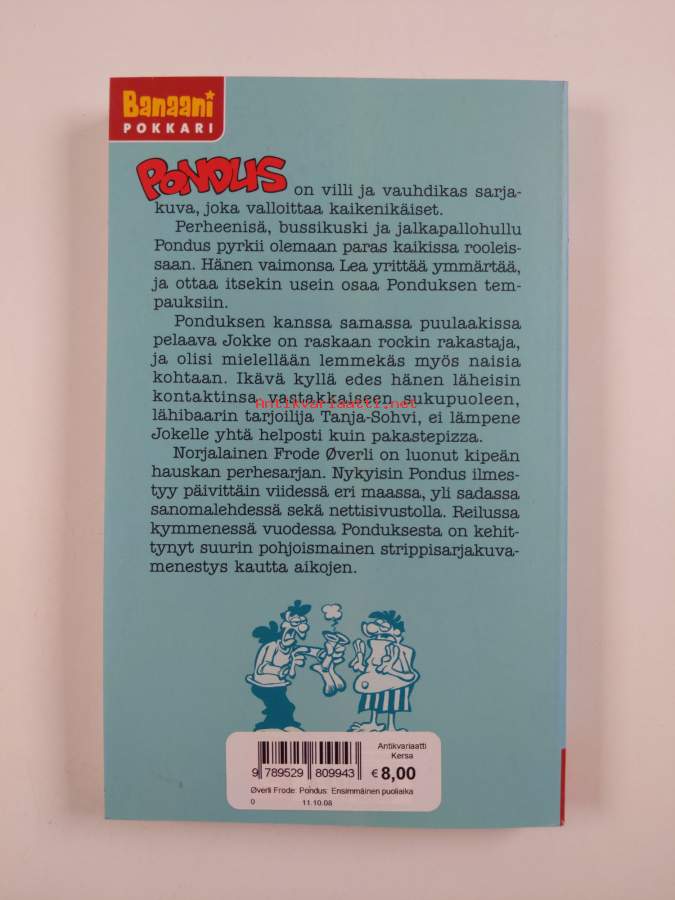 Banaani
POKKARI
PONDUS on villi ja vauhdikas sarja-
kuva, joka valloittaa kaikenikäiset.
Perheenisä, bussikuski ja jalkapallohullu
Pondus pyrkii olemaan paras kaikissa rooleis-
saan. Hänen vaimonsa Lea yrittää ymmärtää,
ja ottaa itsekin usein osaa Ponduksen tem-
pauksiin.
Ponduksen kanssa samassa puulaakissa
pelaava Jokke on raskaan rockin rakastaja,
ja olisi mielellään lemmekäs myös naisia
kohtaan. Ikävä kyllä edes hänen läheisin
kontaktinsa vastakkaiseen sukupuoleen,
Antikvariaatti.net
lähibaarin tarjoilija Tanja-Sohvi, ei lämpene
Jokelle yhtä helposti kuin pakastepizza.
Norjalainen Frode Øverli on luonut kipeän
hauskan perhesarjan. Nykyisin Pondus ilmes-
tyy päivittäin viidessä eri maassa, yli sadassa
sanomalehdessä sekä nettisivustolla. Reilussa
kymmenessä vuodessa Ponduksesta on kehit-
tynyt suurin pohjoismainen strippisarjakuva-
menestys kautta aikojen.
Antikvariaatti
Kersa
9 789529 809943
€ 8,00
Øverli Frode: Pondus: Ensimmäinen puoliaika
0 11.10.08